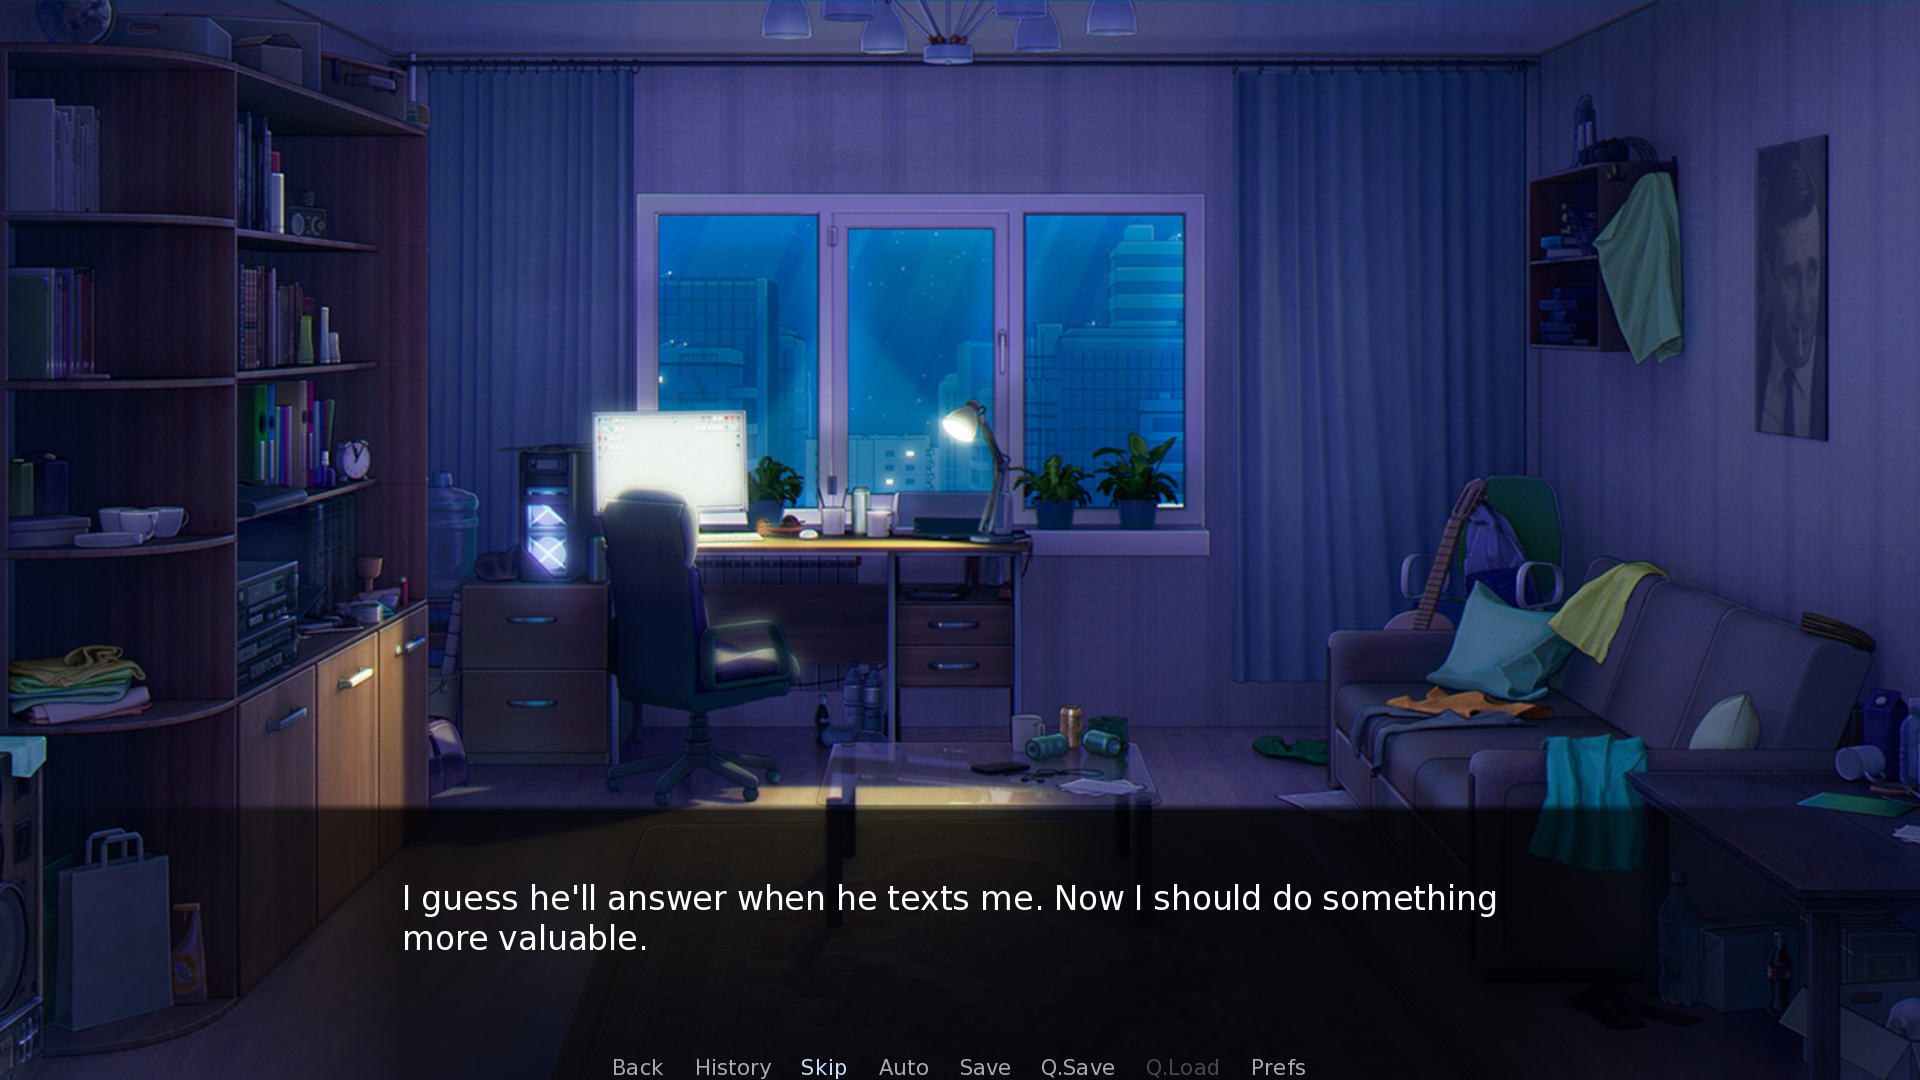 I guess he'll answer when he texts me. Now I should do something
more valuable.
Back History Skip Auto Save Q.Save Q.Load Prefs